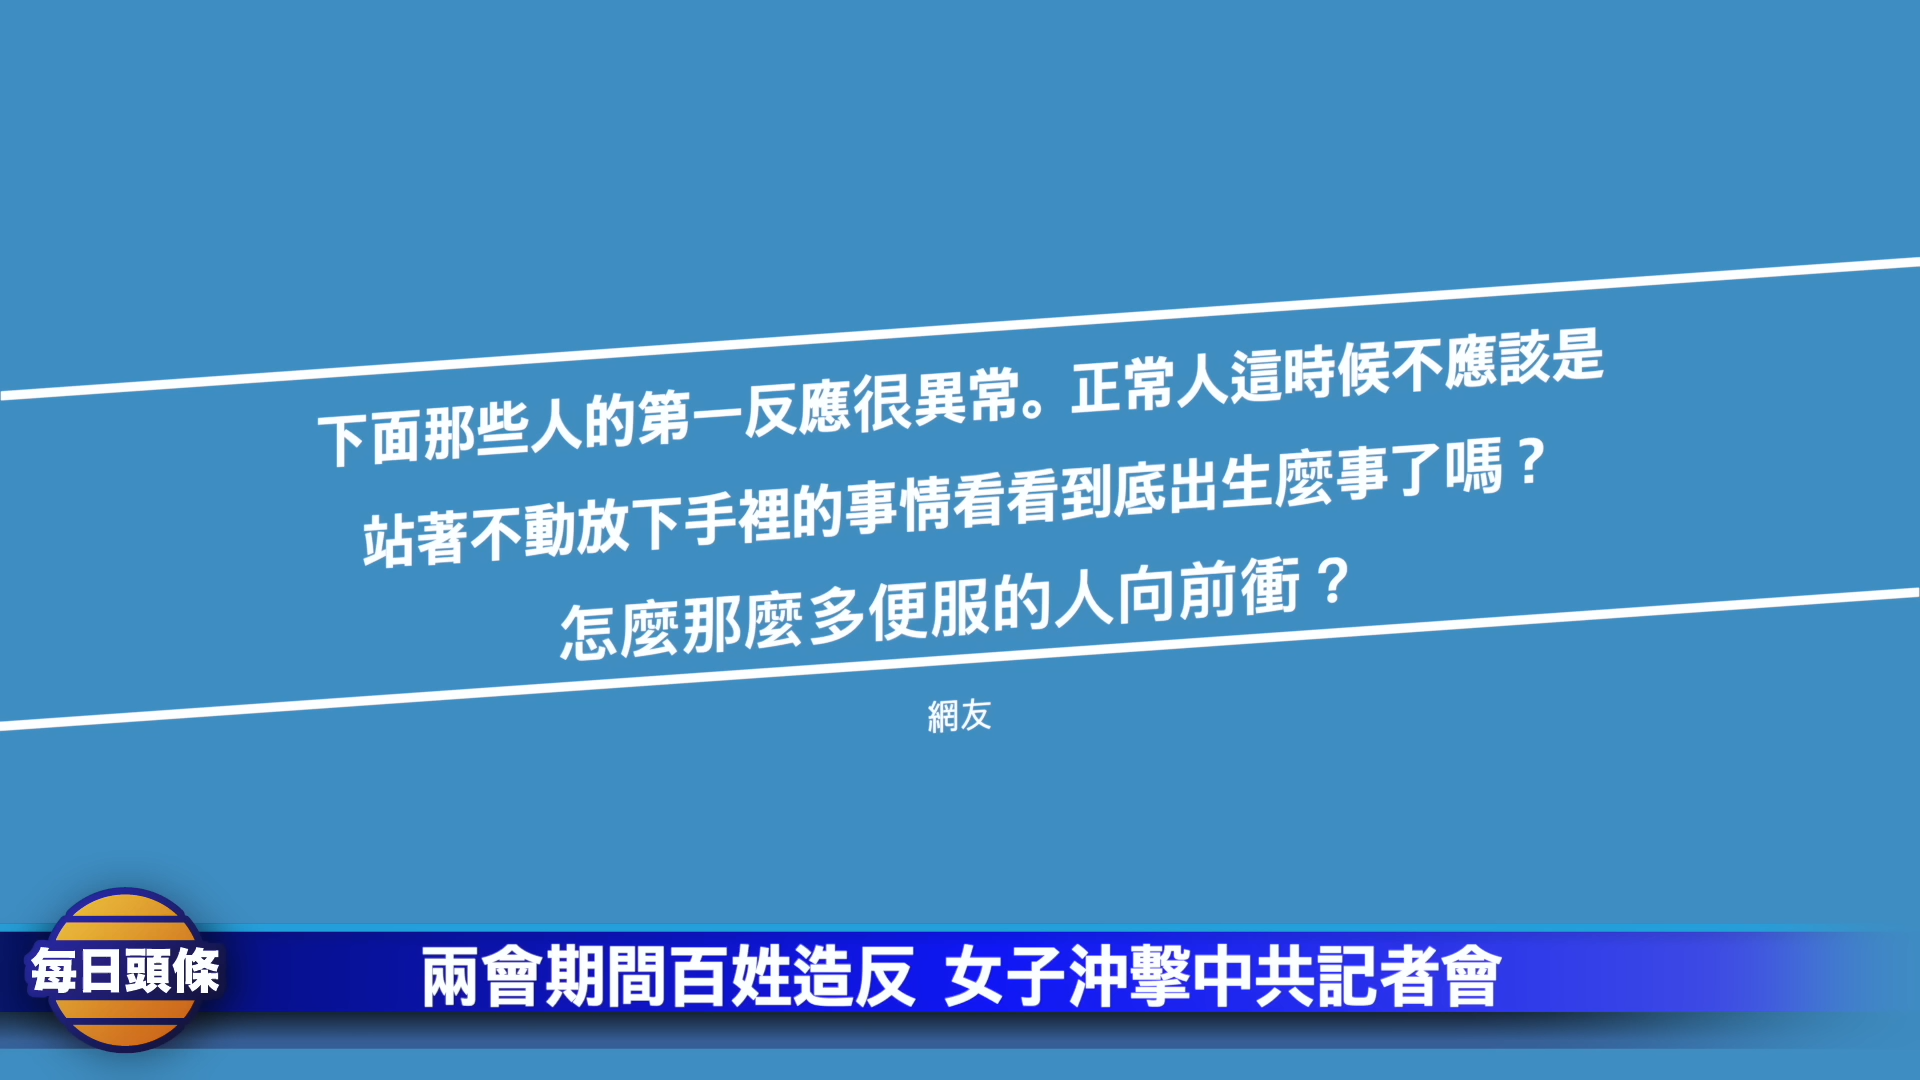 下面那些人的第一反應很異常。正常人這時候不應該是
站著不動放下手裡的事情看看到底出生麼事了嗎？
怎麼那麼多便服的人向前衝？
網友
每日頭條
兩會期間百姓造反 女子沖擊中共記者會